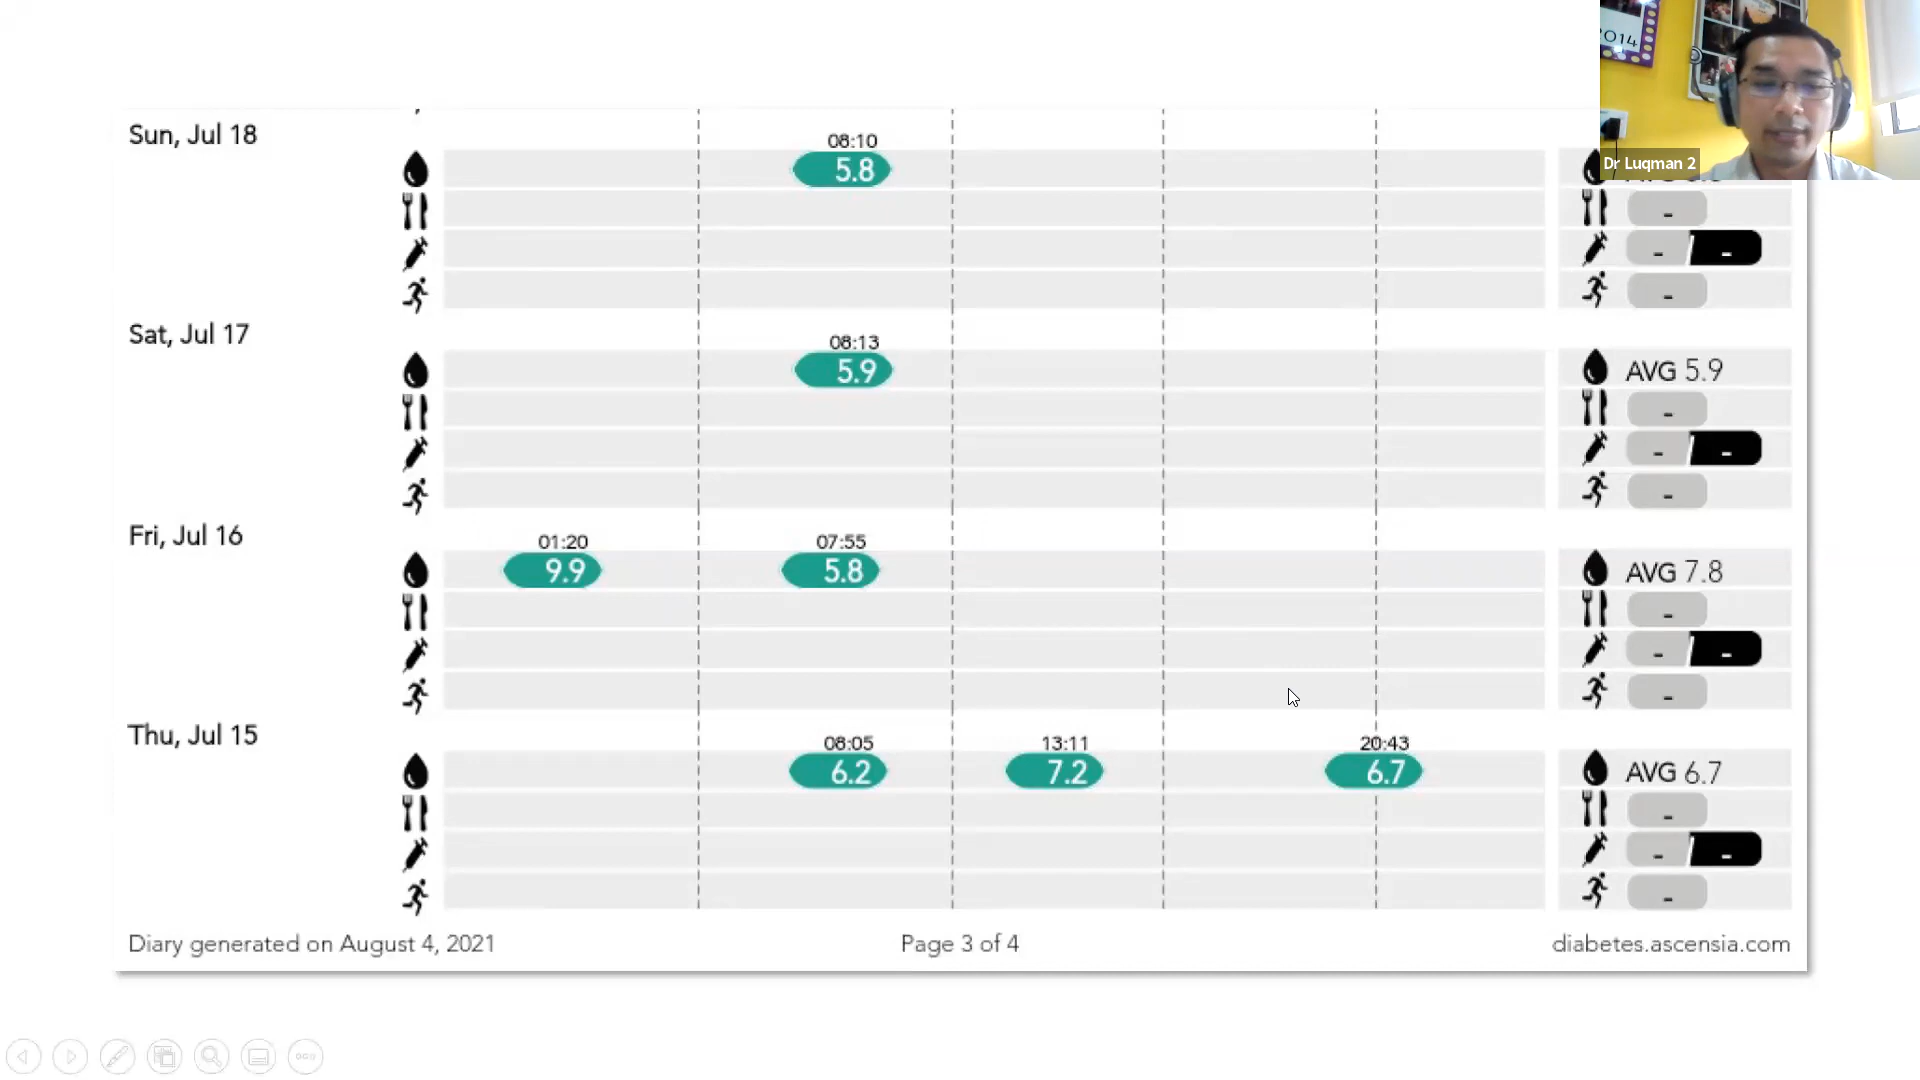 2014
Dr Luqman 2
Sun, Jul 18
08:10
5.8
-
- -
-
Sat, Jul 17
08:13
5.9
AVG 5.9
-
- -
-
Fri, Jul 16
01:20 07:55
9.9 5.8
AVG 7.8
-
- -
-
Thu, Jul 15
08:05 13:11 20:43
6.2 7.2 6.7
AVG 6.7
-
- -
-
Diary generated on August 4, 2021 Page 3 of 4 diabetes.ascensia.com